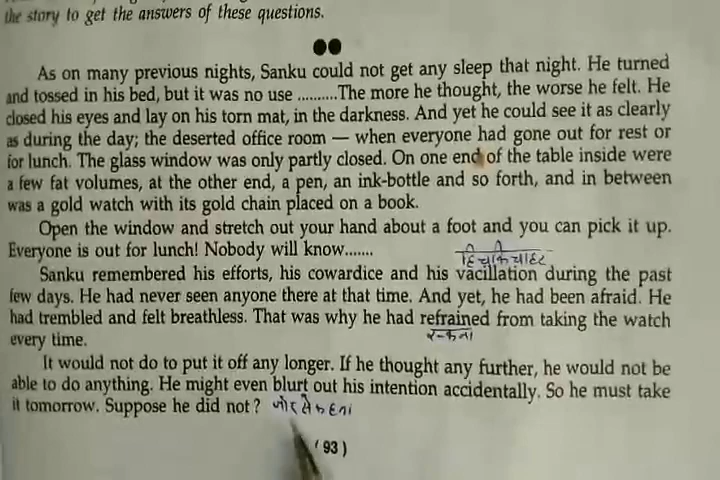 the story to get the answers of these questions.
As on many previous nights, Sanku could not get any sleep that night. He turned
and tossed in his bed, but it was no use ..........The more he thought, the worse he felt. He
closed his eyes and lay on his torn mat, in the darkness. And yet he could see it as clearly
as during the day; the deserted office room — when everyone had gone out for rest or
for lunch. The glass window was only partly closed. On one end of the table inside were
a few fat volumes, at the other end, a pen, an ink-bottle and so forth, and in between
was a gold watch with its gold chain placed on a book.
Open the window and stretch out your hand about a foot and you can pick it up.
Everyone is out for lunch! Nobody will know.......
हिचकिचाहट
Sanku remembered his efforts, his cowardice and his vacillation during the past
few days. He had never seen anyone there at that time. And yet, he had been afraid. He
had trembled and felt breathless. That was why he had refrained from taking the watch
every time.
It would not do to put it off any longer. If he thought any further, he would not be
able to do anything. He might even blurt out his intention accidentally. So he must take
it tomorrow. Suppose he did not?
( 93 )